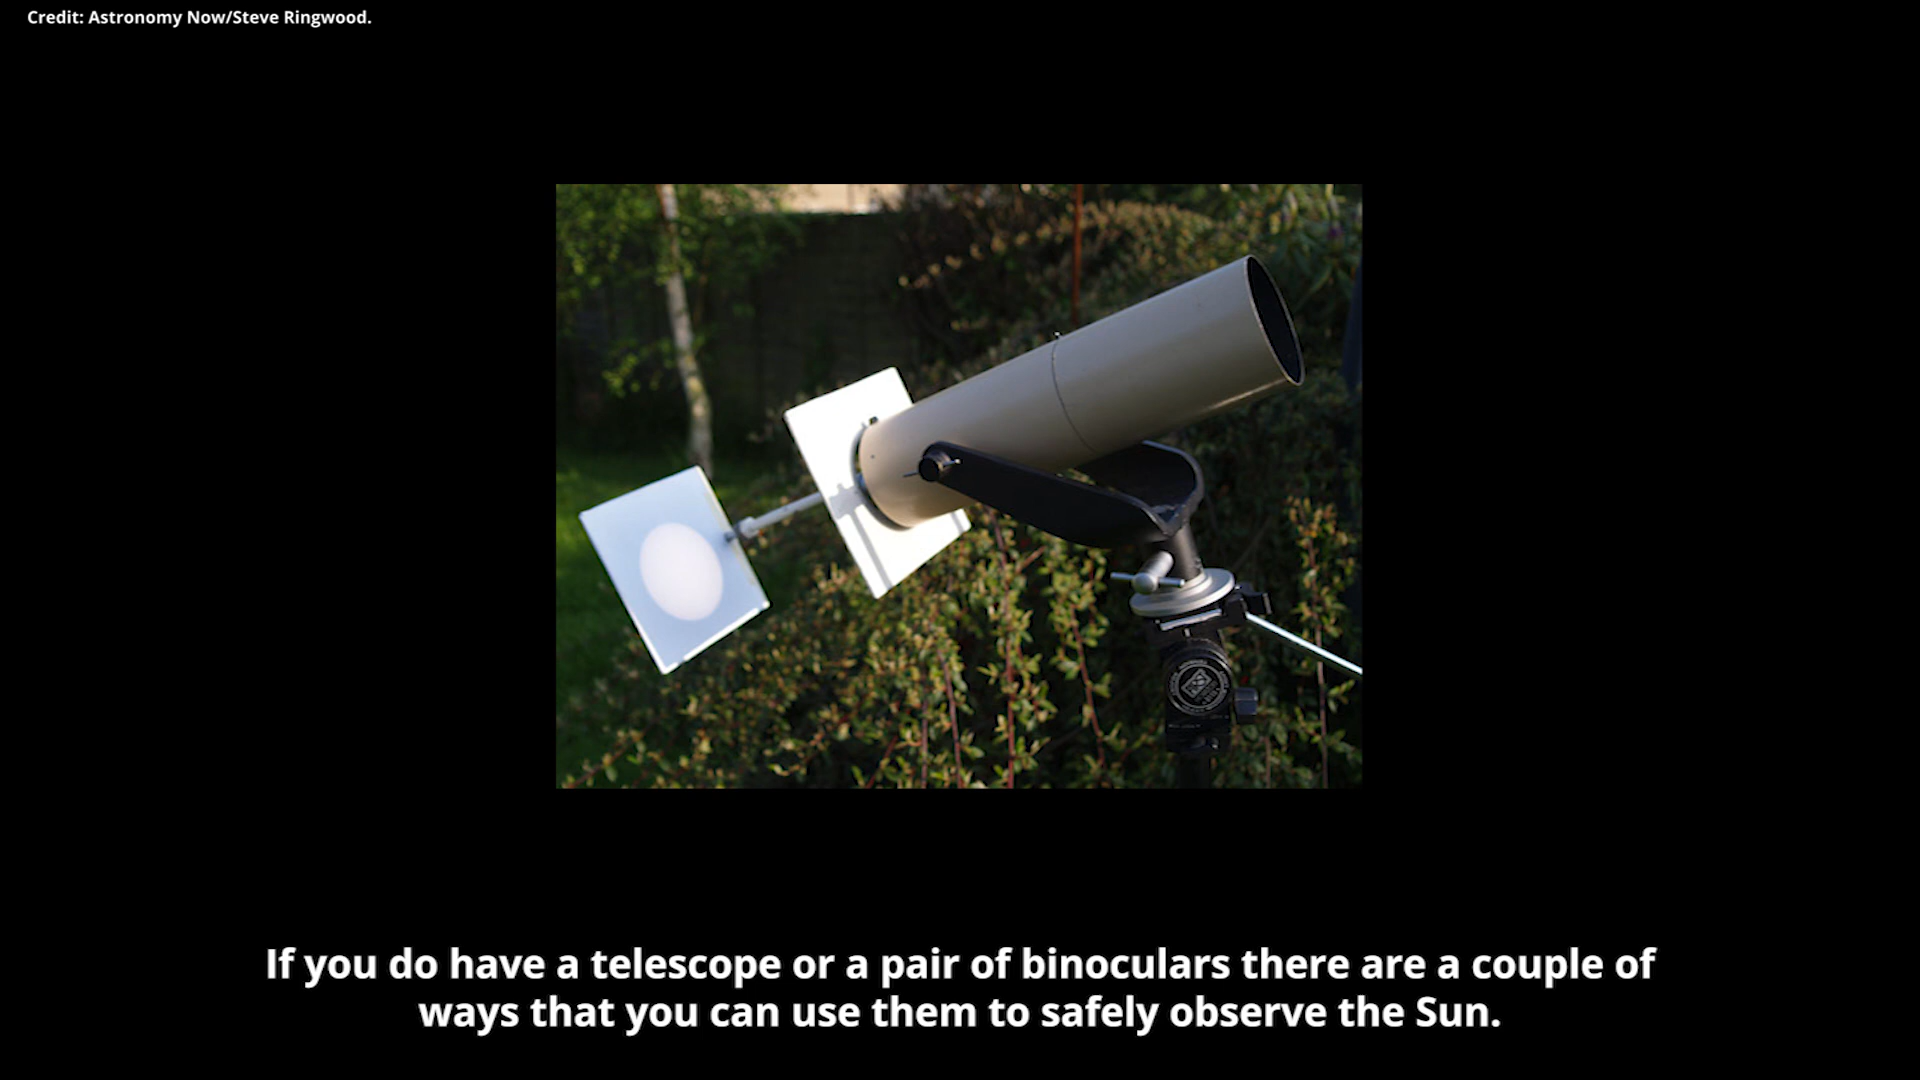 Credit: Astronomy Now/Steve Ringwood.
If you do have a telescope or a pair of binoculars there are a couple of
ways that you can use them to safely observe the Sun.